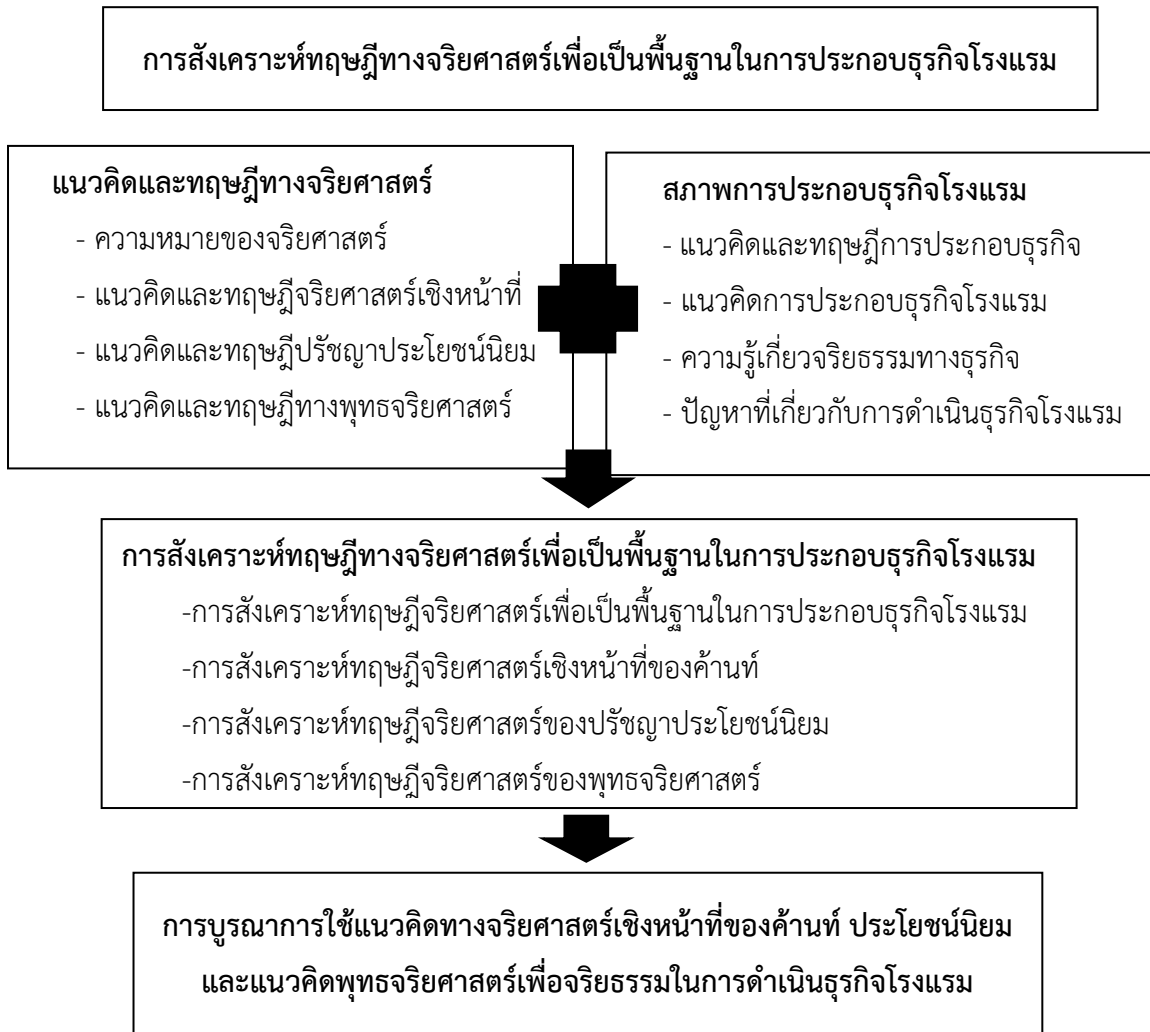 การสังเคราะห์ทฤษฎีทางจริยศาสตร์เพื่อเป็นพื้นฐานในการประกอบธุรกิจโรงแรม
แนวคิดและทฤษฎีทางจริยศาสตร์
- ความหมายของจริยศาสตร์
- แนวคิดและทฤษฎีจริยศาสตร์เชิงหน้าที่
- แนวคิดและทฤษฎีปรัชญาประโยชน์นิยม
- แนวคิดและทฤษฎีทางพุทธจริยศาสตร์
สภาพการประกอบธุรกิจโรงแรม
- แนวคิดและทฤษฎีการประกอบธุรกิจ
- แนวคิดการประกอบธุรกิจโรงแรม
- ความรู้เกี่ยวจริยธรรมทางธุรกิจ
- ปัญหาที่เกี่ยวกับการดำเนินธุรกิจโรงแรม
การสังเคราะห์ทฤษฎีทางจริยศาสตร์เพื่อเป็นพื้นฐานในการประกอบธุรกิจโรงแรม
-การสังเคราะห์ทฤษฎีจริยศาสตร์เพื่อเป็นพื้นฐานในการประกอบธุรกิจโรงแรม
-การสังเคราะห์ทฤษฎีจริยศาสตร์เชิงหน้าที่ของค้านท์
-การสังเคราะห์ทฤษฎีจริยศาสตร์ของปรัชญาประโยชน์นิยม
-การสังเคราะห์ทฤษฎีจริยศาสตร์ของพุทธจริยศาสตร์
การบูรณาการใช้แนวคิดทางจริยศาสตร์เชิงหน้าที่ของค้านท์ ประโยชน์นิยม
และแนวคิดพุทธจริยศาสตร์เพื่อจริยธรรมในการดำเนินธุรกิจโรงแรม